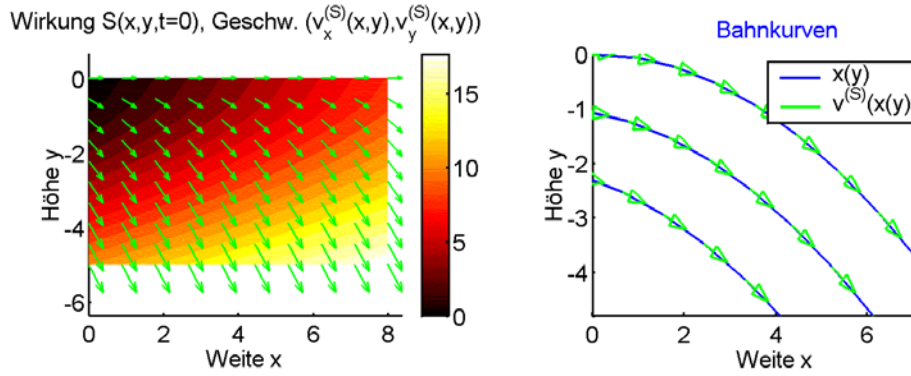 Wirkung S(x,y,t=0), Geschw. (v_x^(S)(x,y),v_y^(S)(x,y))
0
-2
-4
-6
Höhe y
0 2 4 6 8
Weite x
15
10
5
0
Bahnkurven
x(y)
v^(S)(x(y)
0
-1
-2
-3
-4
Höhe y
0 2 4 6
Weite x